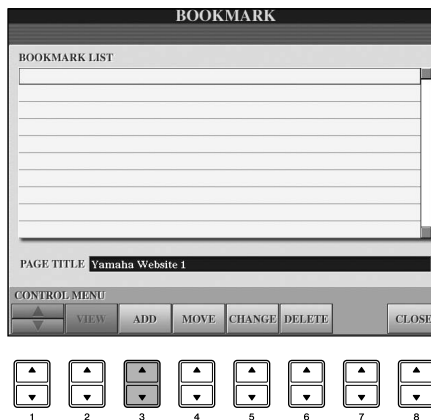 BOOKMARK
BOOKMARK LIST
PAGE TITLE Yamaha Website 1
CONTROL MENU
VIEW ADD MOVE CHANGE DELETE CLOSE
1 2 3 4 5 6 7 8